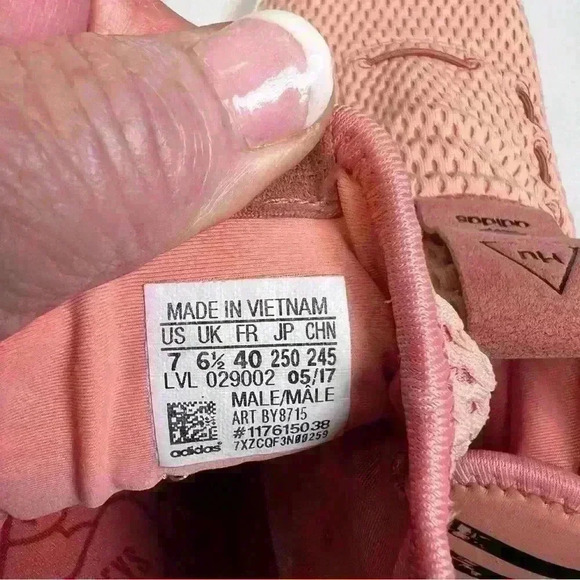 MADE IN VIETNAM
US UK FR JP CHN
7 6½ 40 250 245
LVL 029002 05/17
MALE/MÂLE
ART BY8715
#117615038
7XZCQF3N00259
adidas
adidas
HU